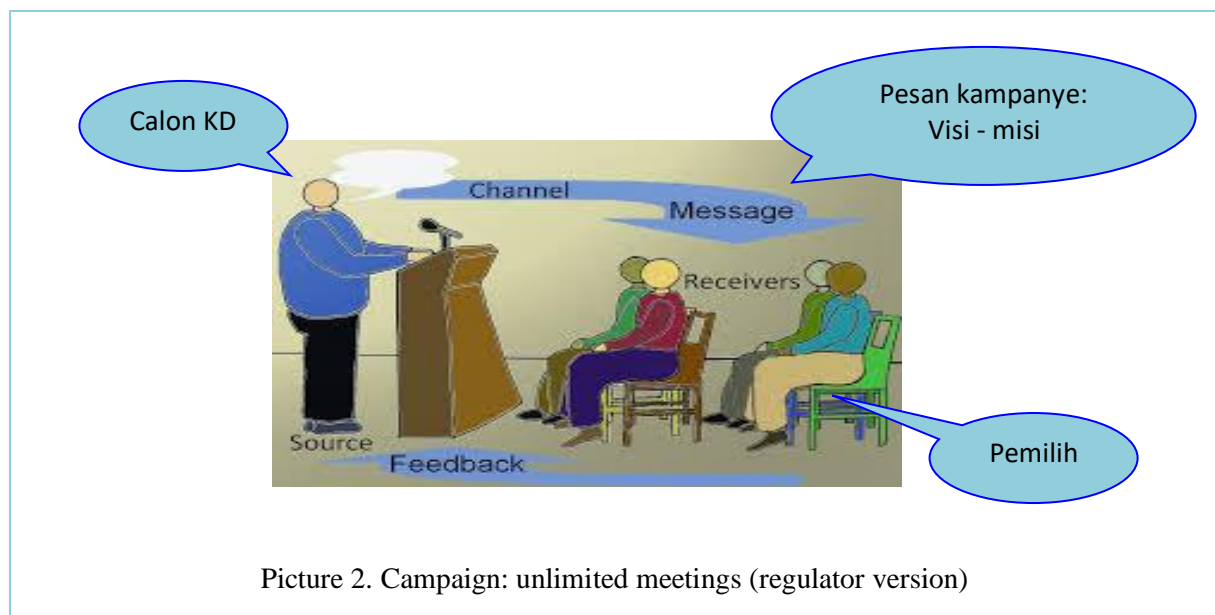 Calon KD
Pesan kampanye:
Visi - misi
Channel
Message
Receivers
Source
Feedback
Pemilih
Picture 2. Campaign: unlimited meetings (regulator version)